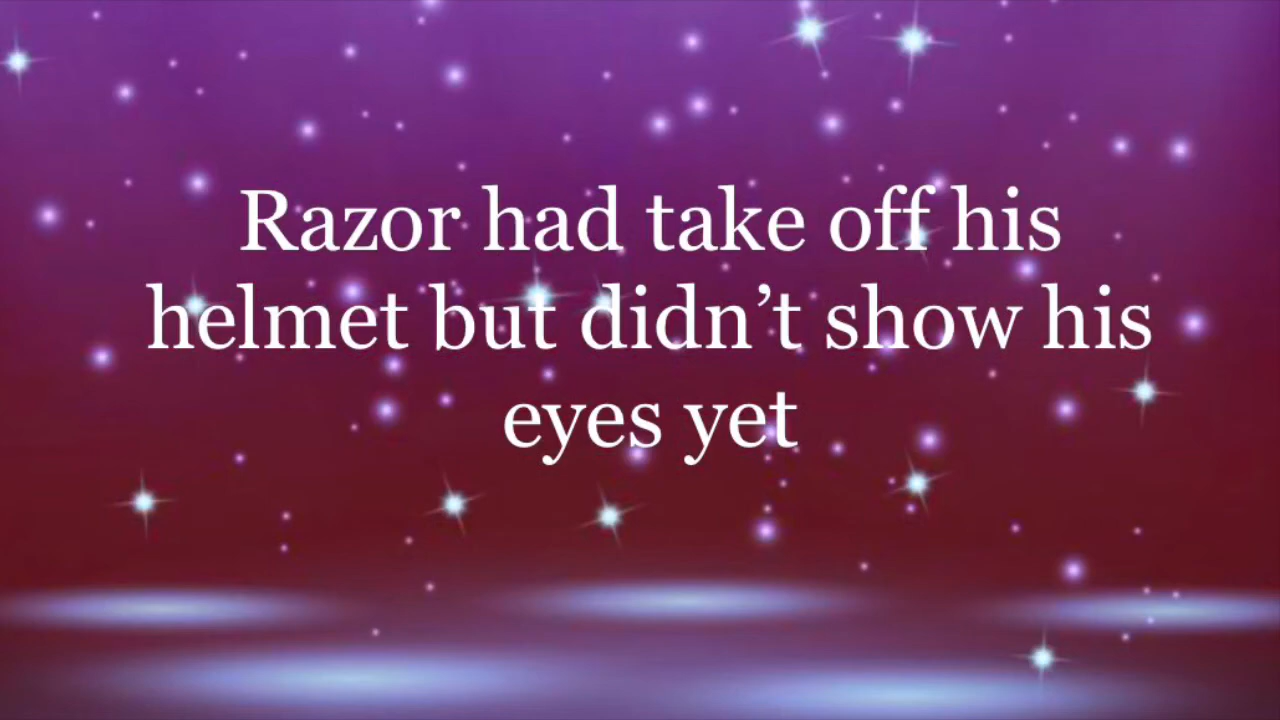 Razor had take off his
helmet but didn’t show his
eyes yet